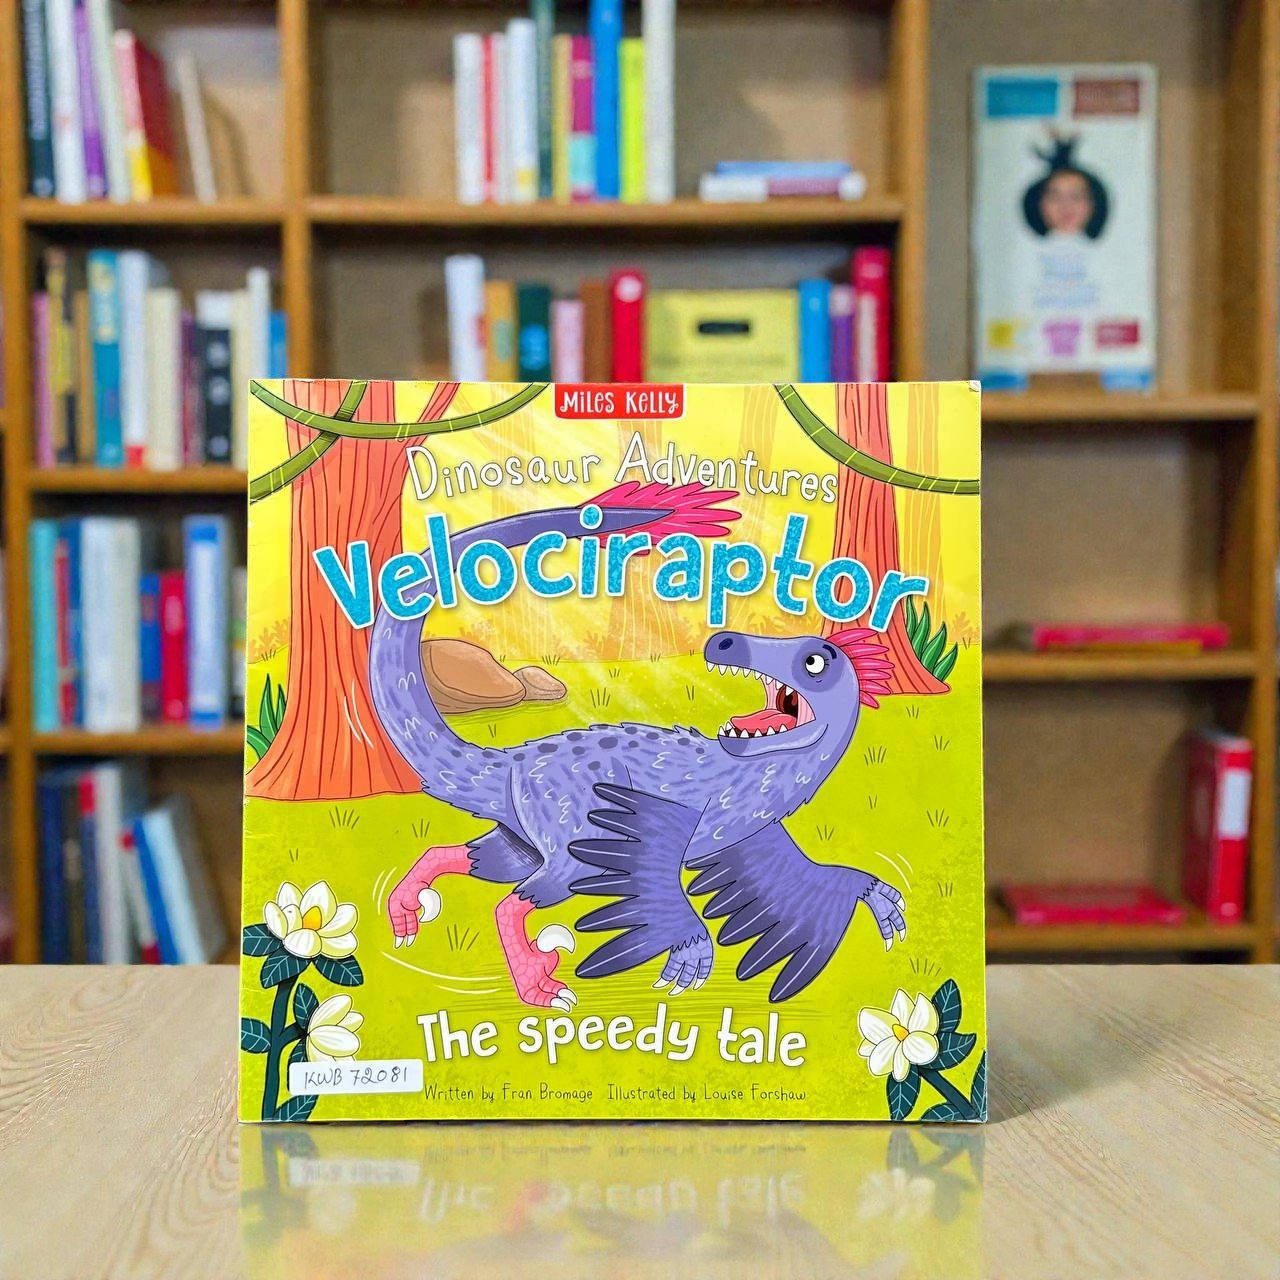 Miles Kelly
Dinosaur Adventures
Velociraptor
The speedy tale
KWB 72081
Written by Fran Bromage Illustrated by Louise Forshaw